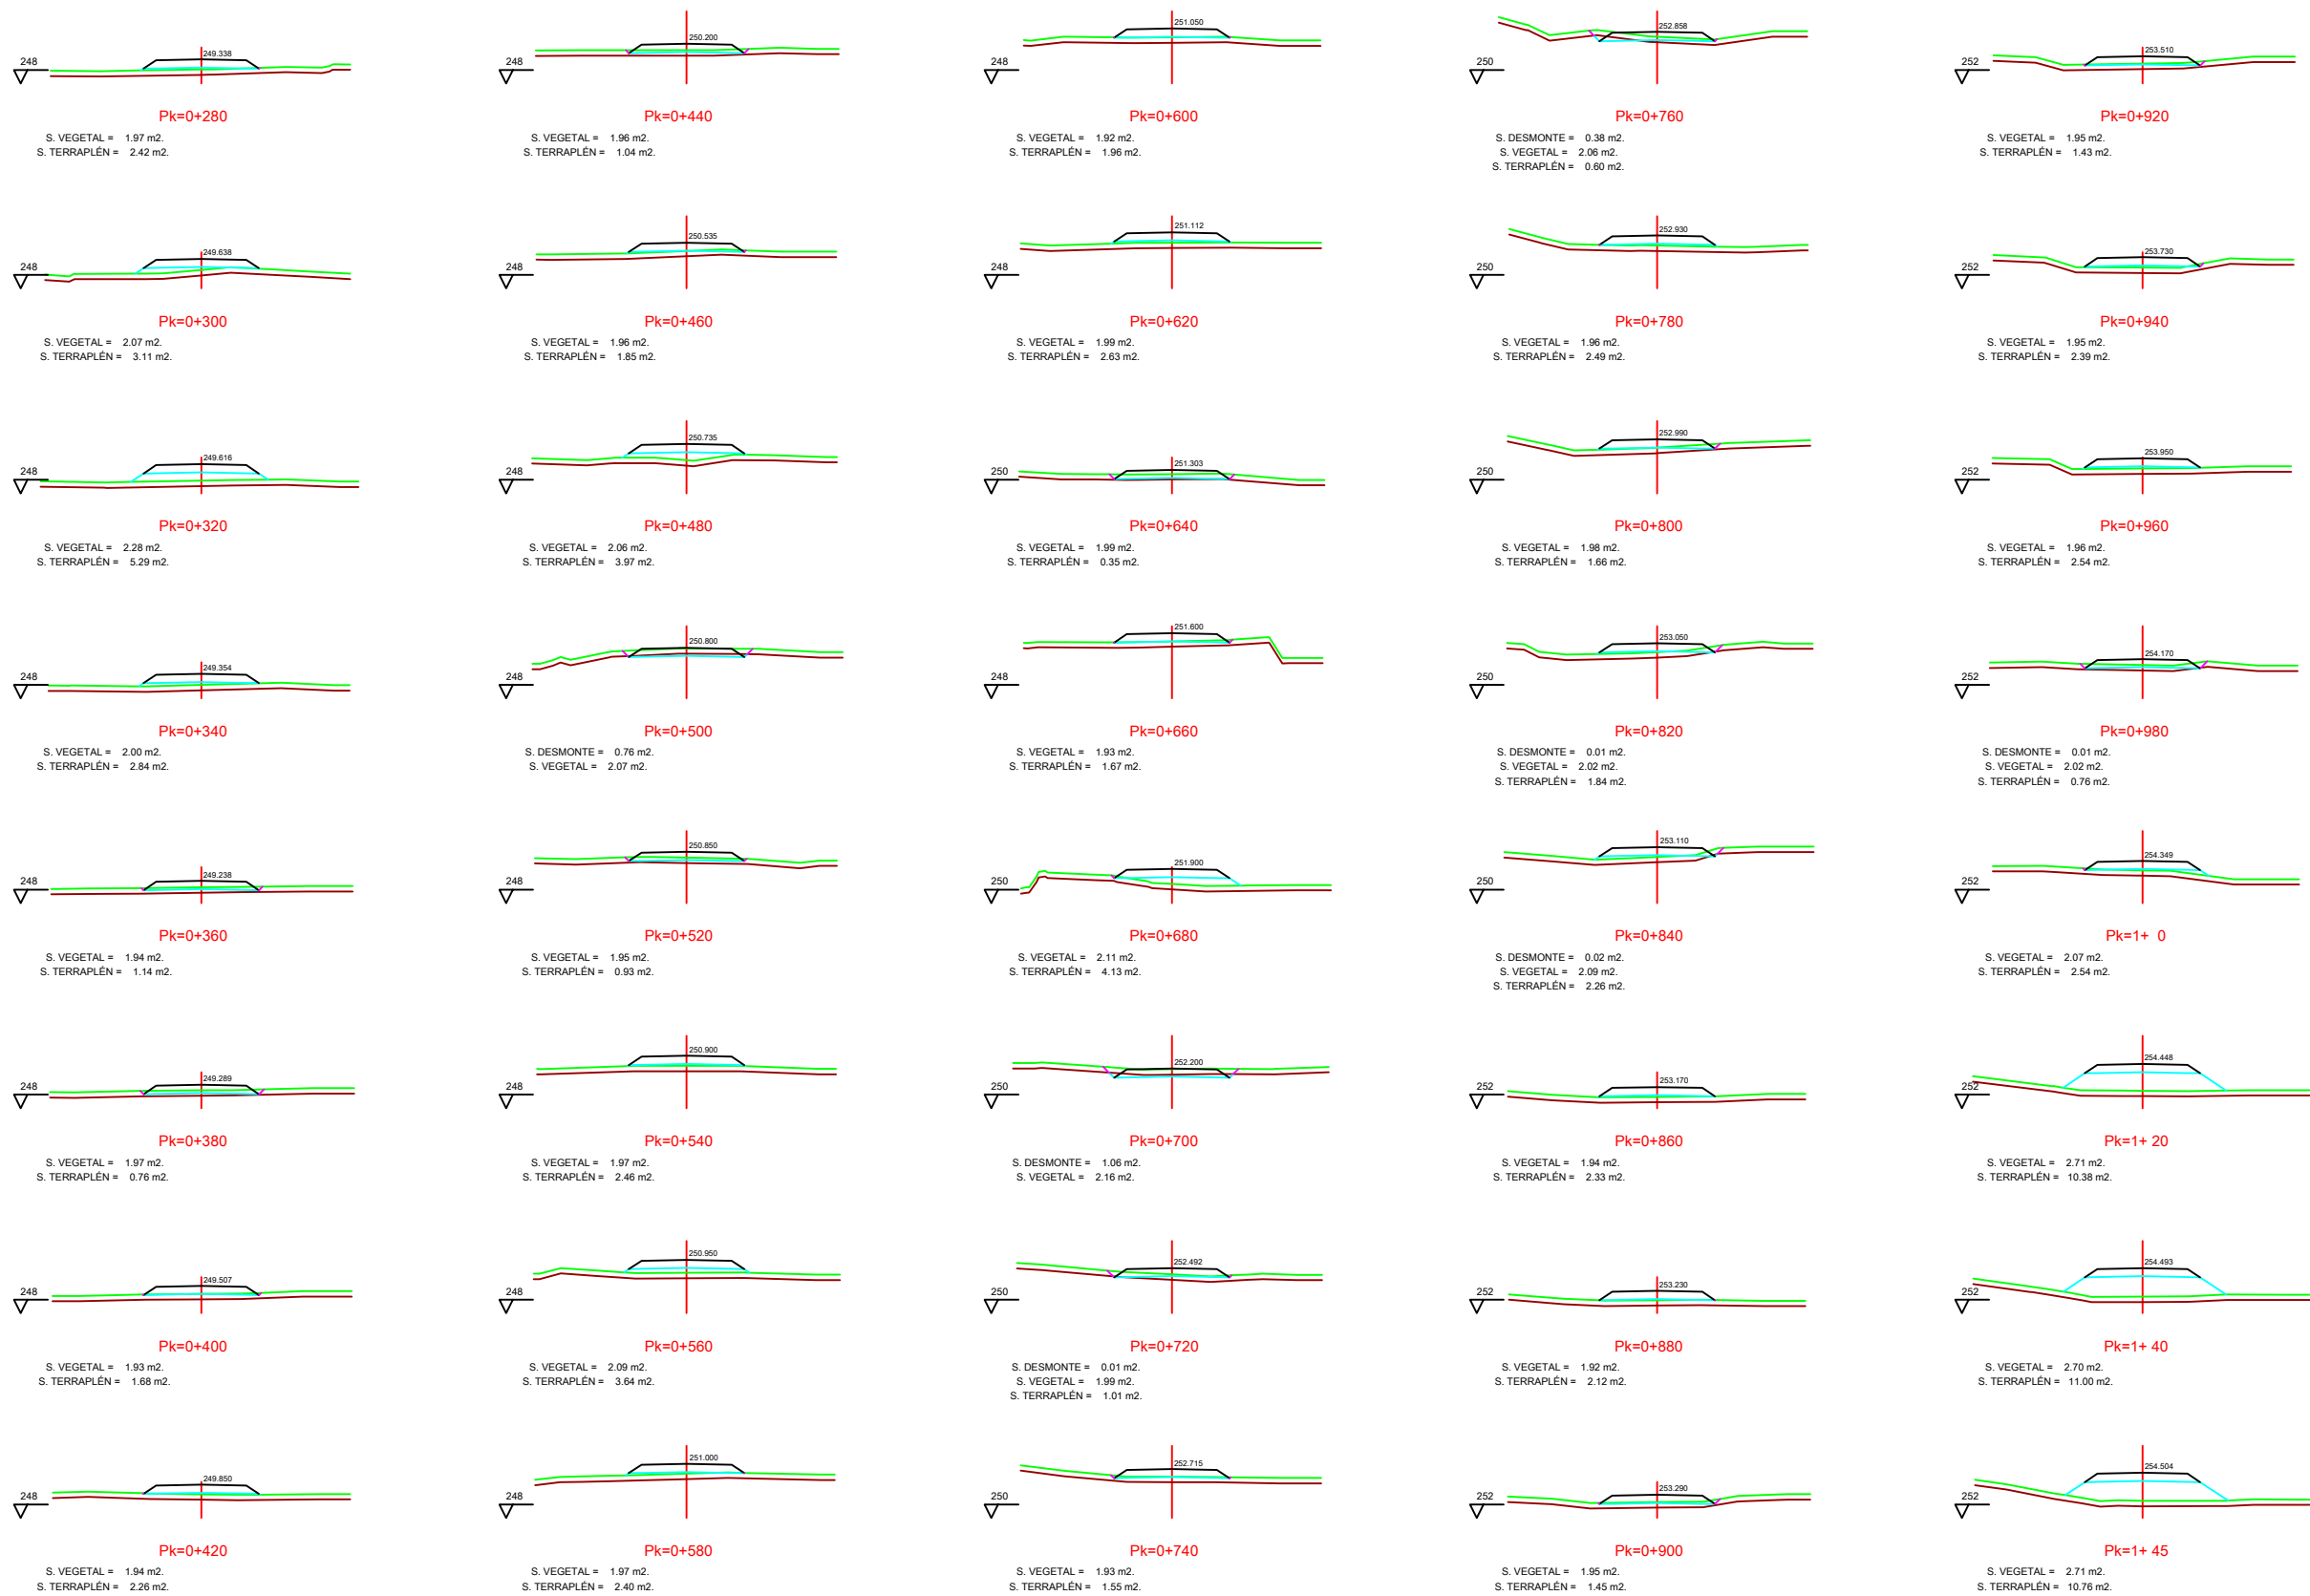 249.338
248
Pk=0+280
S. VEGETAL = 1.97 m2.
S. TERRAPLÉN = 2.42 m2.
249.638
248
Pk=0+300
S. VEGETAL = 2.07 m2.
S. TERRAPLÉN = 3.11 m2.
249.616
248
Pk=0+320
S. VEGETAL = 2.28 m2.
S. TERRAPLÉN = 5.29 m2.
249.354
248
Pk=0+340
S. VEGETAL = 2.00 m2.
S. TERRAPLÉN = 2.84 m2.
249.238
248
Pk=0+360
S. VEGETAL = 1.94 m2.
S. TERRAPLÉN = 1.14 m2.
249.289
248
Pk=0+380
S. VEGETAL = 1.97 m2.
S. TERRAPLÉN = 0.76 m2.
249.507
248
Pk=0+400
S. VEGETAL = 1.93 m2.
S. TERRAPLÉN = 1.68 m2.
249.850
248
Pk=0+420
S. VEGETAL = 1.94 m2.
S. TERRAPLÉN = 2.26 m2.
250.200
248
Pk=0+440
S. VEGETAL = 1.96 m2.
S. TERRAPLÉN = 1.04 m2.
250.535
248
Pk=0+460
S. VEGETAL = 1.96 m2.
S. TERRAPLÉN = 1.85 m2.
250.735
248
Pk=0+480
S. VEGETAL = 2.06 m2.
S. TERRAPLÉN = 3.97 m2.
250.800
248
Pk=0+500
S. DESMONTE = 0.76 m2.
S. VEGETAL = 2.07 m2.
250.850
248
Pk=0+520
S. VEGETAL = 1.95 m2.
S. TERRAPLÉN = 0.93 m2.
250.900
248
Pk=0+540
S. VEGETAL = 1.97 m2.
S. TERRAPLÉN = 2.46 m2.
250.950
248
Pk=0+560
S. VEGETAL = 2.09 m2.
S. TERRAPLÉN = 3.64 m2.
251.000
248
Pk=0+580
S. VEGETAL = 1.97 m2.
S. TERRAPLÉN = 2.40 m2.
251.050
248
Pk=0+600
S. VEGETAL = 1.92 m2.
S. TERRAPLÉN = 1.96 m2.
251.112
248
Pk=0+620
S. VEGETAL = 1.99 m2.
S. TERRAPLÉN = 2.63 m2.
251.303
250
Pk=0+640
S. VEGETAL = 1.99 m2.
S. TERRAPLÉN = 0.35 m2.
251.600
248
Pk=0+660
S. VEGETAL = 1.93 m2.
S. TERRAPLÉN = 1.67 m2.
251.900
250
Pk=0+680
S. VEGETAL = 2.11 m2.
S. TERRAPLÉN = 4.13 m2.
252.200
250
Pk=0+700
S. DESMONTE = 1.06 m2.
S. VEGETAL = 2.16 m2.
252.492
250
Pk=0+720
S. DESMONTE = 0.01 m2.
S. VEGETAL = 1.99 m2.
S. TERRAPLÉN = 1.01 m2.
252.715
250
Pk=0+740
S. VEGETAL = 1.93 m2.
S. TERRAPLÉN = 1.55 m2.
252.858
250
Pk=0+760
S. DESMONTE = 0.38 m2.
S. VEGETAL = 2.06 m2.
S. TERRAPLÉN = 0.60 m2.
252.930
250
Pk=0+780
S. VEGETAL = 1.96 m2.
S. TERRAPLÉN = 2.49 m2.
252.990
250
Pk=0+800
S. VEGETAL = 1.98 m2.
S. TERRAPLÉN = 1.66 m2.
253.050
250
Pk=0+820
S. DESMONTE = 0.01 m2.
S. VEGETAL = 2.02 m2.
S. TERRAPLÉN = 1.84 m2.
253.110
250
Pk=0+840
S. DESMONTE = 0.02 m2.
S. VEGETAL = 2.09 m2.
S. TERRAPLÉN = 2.26 m2.
253.170
252
Pk=0+860
S. VEGETAL = 1.94 m2.
S. TERRAPLÉN = 2.33 m2.
253.230
252
Pk=0+880
S. VEGETAL = 1.92 m2.
S. TERRAPLÉN = 2.12 m2.
253.290
252
Pk=0+900
S. VEGETAL = 1.95 m2.
S. TERRAPLÉN = 1.45 m2.
253.510
252
Pk=0+920
S. VEGETAL = 1.95 m2.
S. TERRAPLÉN = 1.43 m2.
253.730
252
Pk=0+940
S. VEGETAL = 1.95 m2.
S. TERRAPLÉN = 2.39 m2.
253.950
252
Pk=0+960
S. VEGETAL = 1.96 m2.
S. TERRAPLÉN = 2.54 m2.
254.170
252
Pk=0+980
S. DESMONTE = 0.01 m2.
S. VEGETAL = 2.02 m2.
S. TERRAPLÉN = 0.76 m2.
254.349
252
Pk=1+ 0
S. VEGETAL = 2.07 m2.
S. TERRAPLÉN = 2.54 m2.
254.448
252
Pk=1+ 20
S. VEGETAL = 2.71 m2.
S. TERRAPLÉN = 10.38 m2.
254.493
252
Pk=1+ 40
S. VEGETAL = 2.70 m2.
S. TERRAPLÉN = 11.00 m2.
254.504
252
Pk=1+ 45
S. VEGETAL = 2.71 m2.
S. TERRAPLÉN = 10.76 m2.